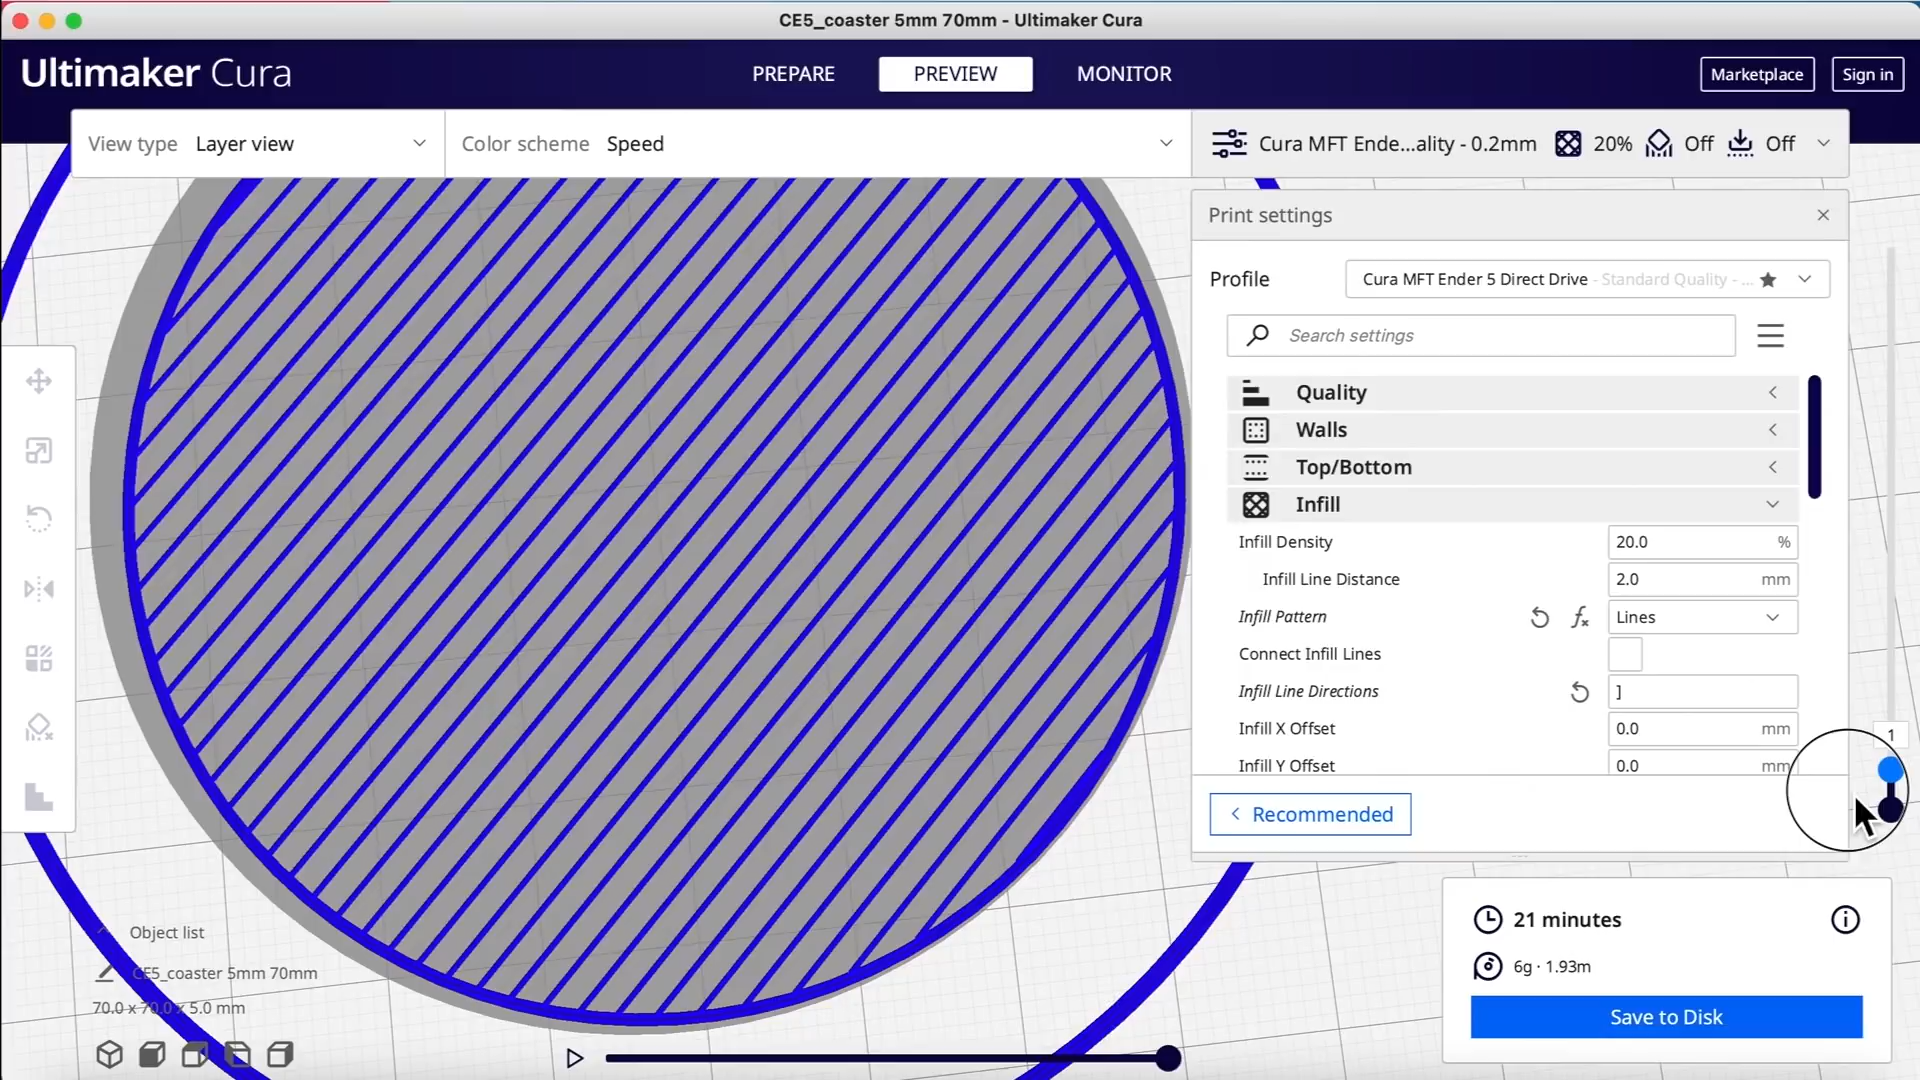 CE5_coaster 5mm 70mm - Ultimaker Cura
Ultimaker Cura
PREPARE
PREVIEW
MONITOR
Marketplace
Sign in
View type Layer view
Color scheme Speed
Cura MFT Ende...ality - 0.2mm 20% Off Off
Print settings
Profile
Cura MFT Ender 5 Direct Drive - Standard Quality - ...
Search settings
Quality
Walls
Top/Bottom
Infill
Infill Density 20.0 %
Infill Line Distance 2.0 mm
Infill Pattern Lines
Connect Infill Lines
Infill Line Directions ]
Infill X Offset 0.0 mm
Infill Y Offset 0.0 mm
1
Recommended
Object list
CE5_coaster 5mm 70mm
70.0 x 70.0 x 5.0 mm
21 minutes
6g · 1.93m
Save to Disk